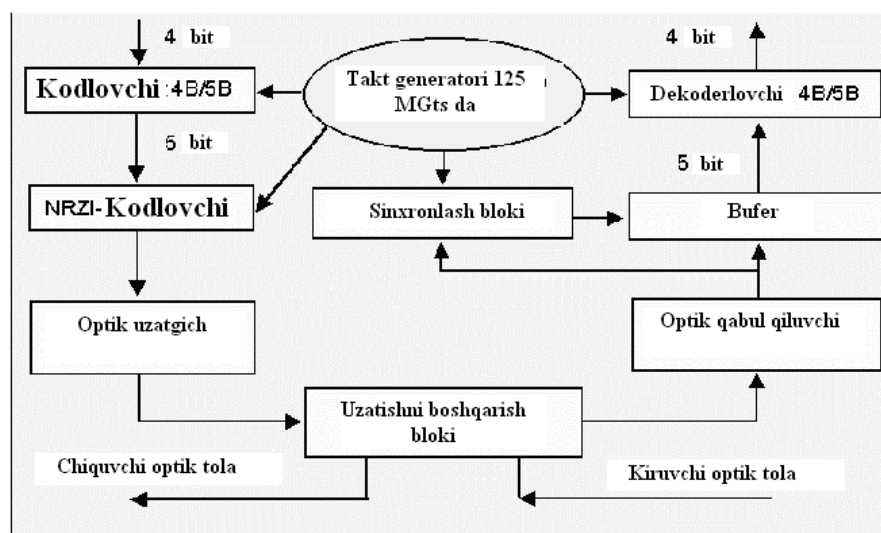 4 bit
4 bit
Kodlovchi :4B/5B
Takt generatori 125
MGts da
Dekoderlovchi 4B/5B
5 bit
5 bit
NRZI-Kodlovchi
Sinxronlash bloki
Bufer
Optik uzatgich
Optik qabul qiluvchi
Uzatishni boshqarish
bloki
Chiquvchi optik tola
Kiruvchi optik tola